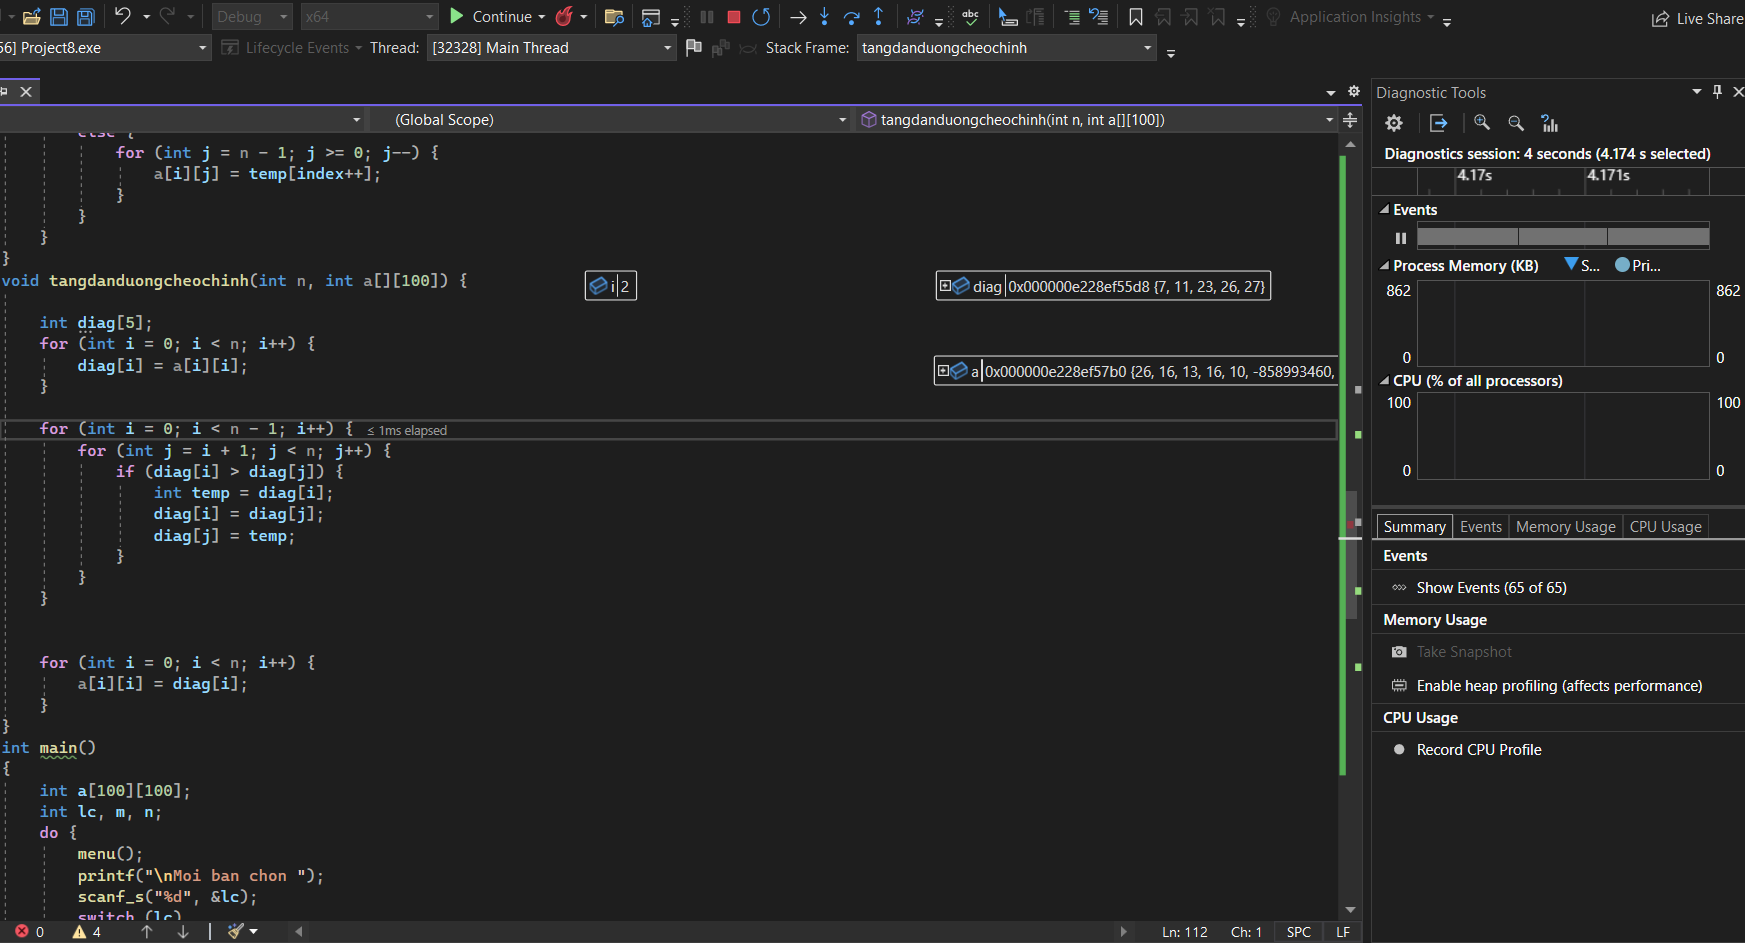 Debug x64 Continue Application Insights Live Share
56] Project8.exe Lifecycle Events Thread: [32328] Main Thread Stack Frame: tangdanduongcheochinh
(Global Scope) tangdanduongcheochinh(int n, int a[][100])
else {
for (int j = n - 1; j >= 0; j--) {
a[i][j] = temp[index++];
}
}
}
}
void tangdanduongcheochinh(int n, int a[][100]) {
i 2
diag 0x000000e228ef55d8 {7, 11, 23, 26, 27}
int diag[5];
for (int i = 0; i < n; i++) {
diag[i] = a[i][i];
}
a 0x000000e228ef57b0 {26, 16, 13, 16, 10, -858993460,
for (int i = 0; i < n - 1; i++) { ≤ 1ms elapsed
for (int j = i + 1; j < n; j++) {
if (diag[i] > diag[j]) {
int temp = diag[i];
diag[i] = diag[j];
diag[j] = temp;
}
}
}
for (int i = 0; i < n; i++) {
a[i][i] = diag[i];
}
}
int main()
{
int a[100][100];
int lc, m, n;
do {
menu();
printf("\nMoi ban chon ");
scanf_s("%d", &lc);
switch (lc)
0 4 Ln: 112 Ch: 1 SPC LF
Diagnostic Tools
Diagnostics session: 4 seconds (4.174 s selected)
4.17s 4.171s
Events
Process Memory (KB) S... Pri...
862 862
0 0
CPU (% of all processors)
100 100
0 0
Summary Events Memory Usage CPU Usage
Events
Show Events (65 of 65)
Memory Usage
Take Snapshot
Enable heap profiling (affects performance)
CPU Usage
Record CPU Profile